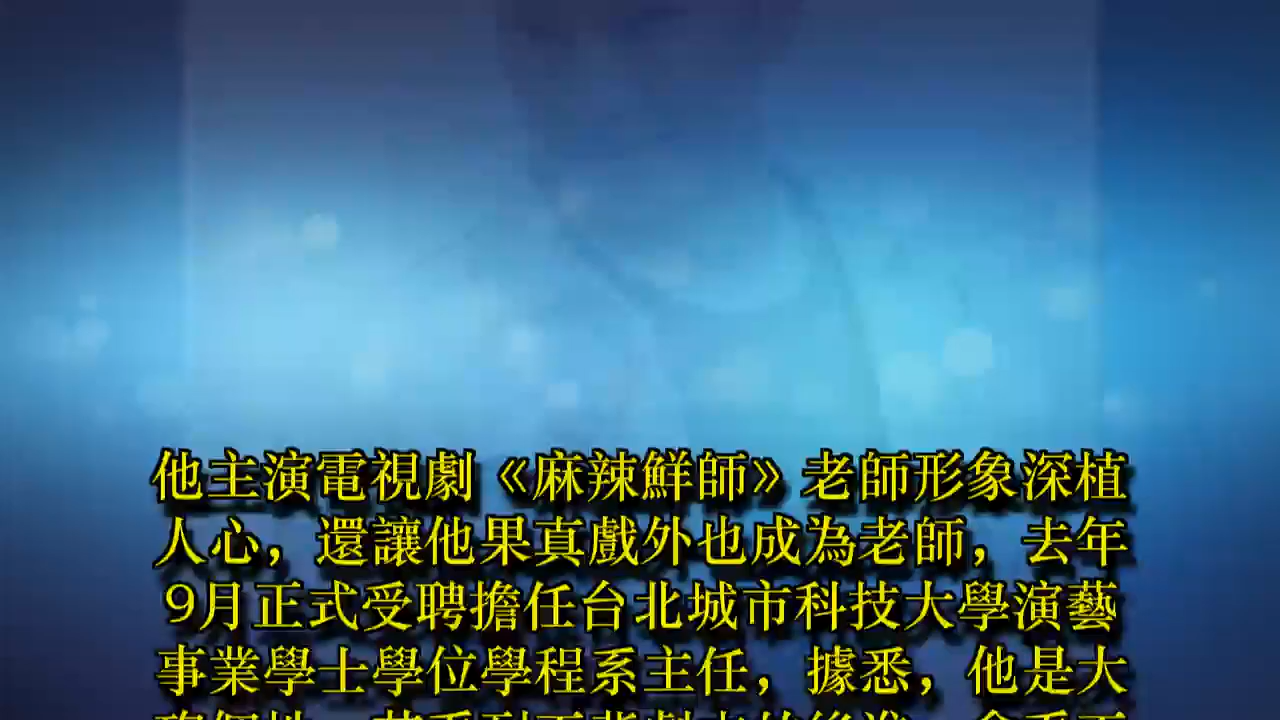 他主演電視劇《麻辣鮮師》老師形象深植
人心，還讓他果真戲外也成為老師，去年
9月正式受聘擔任台北城市科技大學演藝
事業學士學位學程系主任，據悉，他是大